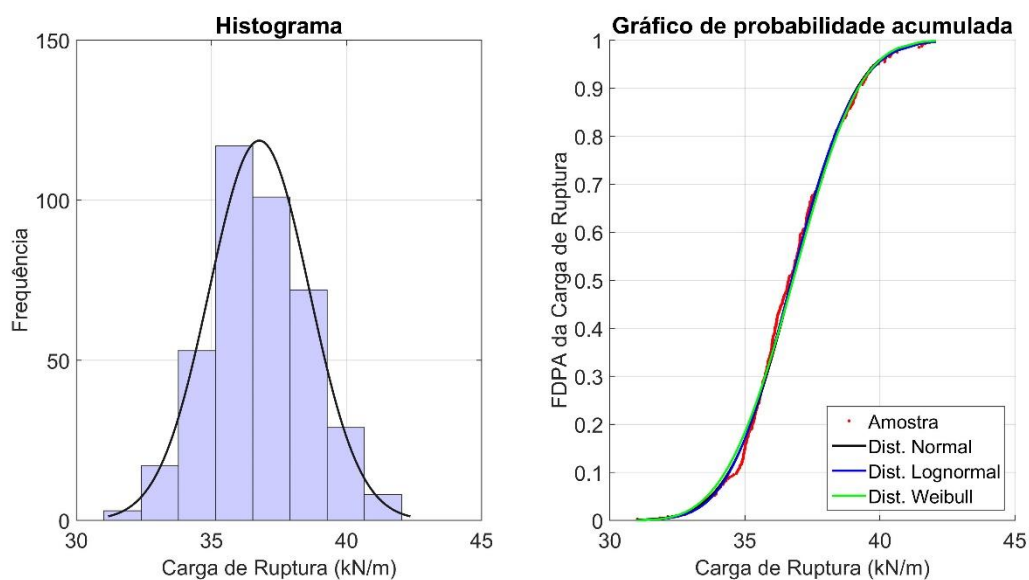 Histograma
150
100
50
0
30
35
40
45
Frequência
Carga de Ruptura (kN/m)
Gráfico de probabilidade acumulada
1
0.9
0.8
0.7
0.6
0.5
0.4
0.3
0.2
0.1
0
30
35
40
45
FDPA da Carga de Ruptura
Carga de Ruptura (kN/m)
Amostra
Dist. Normal
Dist. Lognormal
Dist. Weibull